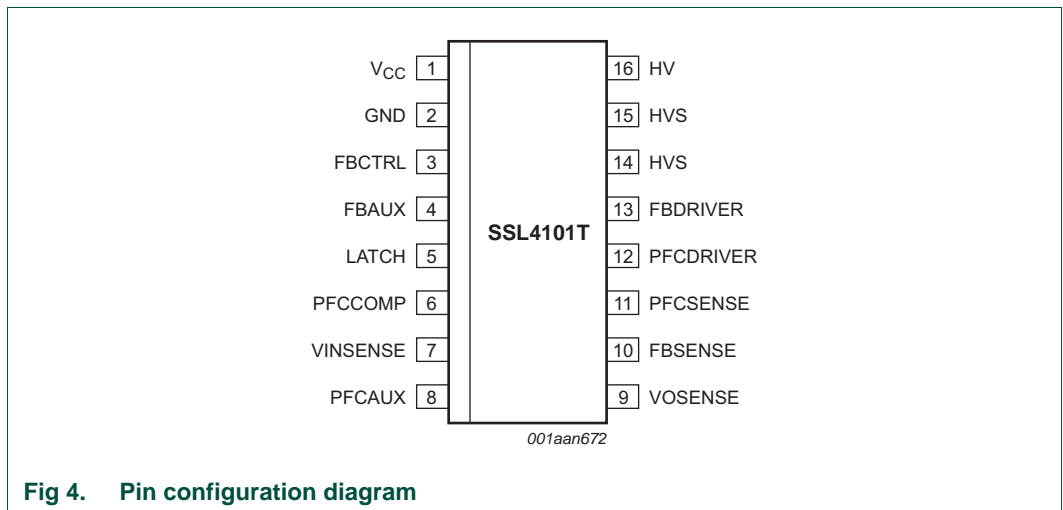 VCC 1 16 HV
GND 2 15 HVS
FBCTRL 3 14 HVS
FBAUX 4 13 FBDRIVER
SSL4101T
LATCH 5 12 PFCDRIVER
PFCCOMP 6 11 PFCSENSE
VINSENSE 7 10 FBSENSE
PFCAUX 8 9 VOSENSE
001aan672
Fig 4. Pin configuration diagram